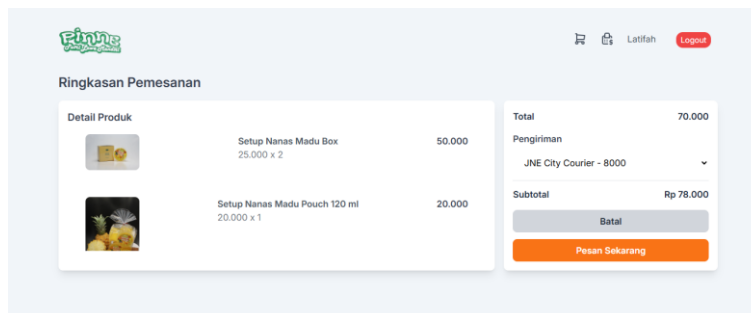 Pinne
Latifah
Logout
Ringkasan Pemesanan
Detail Produk
Setup Nanas Madu Box
50.000
25.000 x 2
Setup Nanas Madu Pouch 120 ml
20.000
20.000 x 1
Total
70.000
Pengiriman
JNE City Courier - 8000
Subtotal
Rp 78.000
Batal
Pesan Sekarang